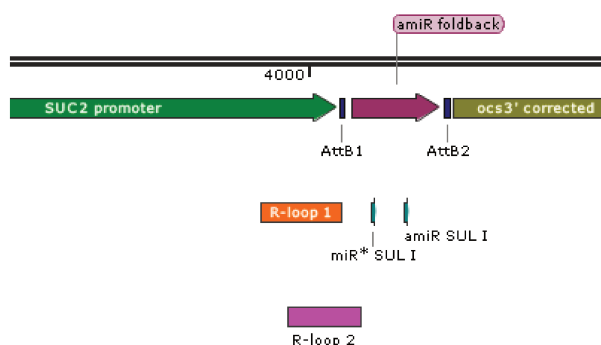 amiR foldback
4000
SUC2 promoter
ocs3' corrected
AttB1
AttB2
R-loop 1
amiR SUL I
miR* SUL I
R-loop 2